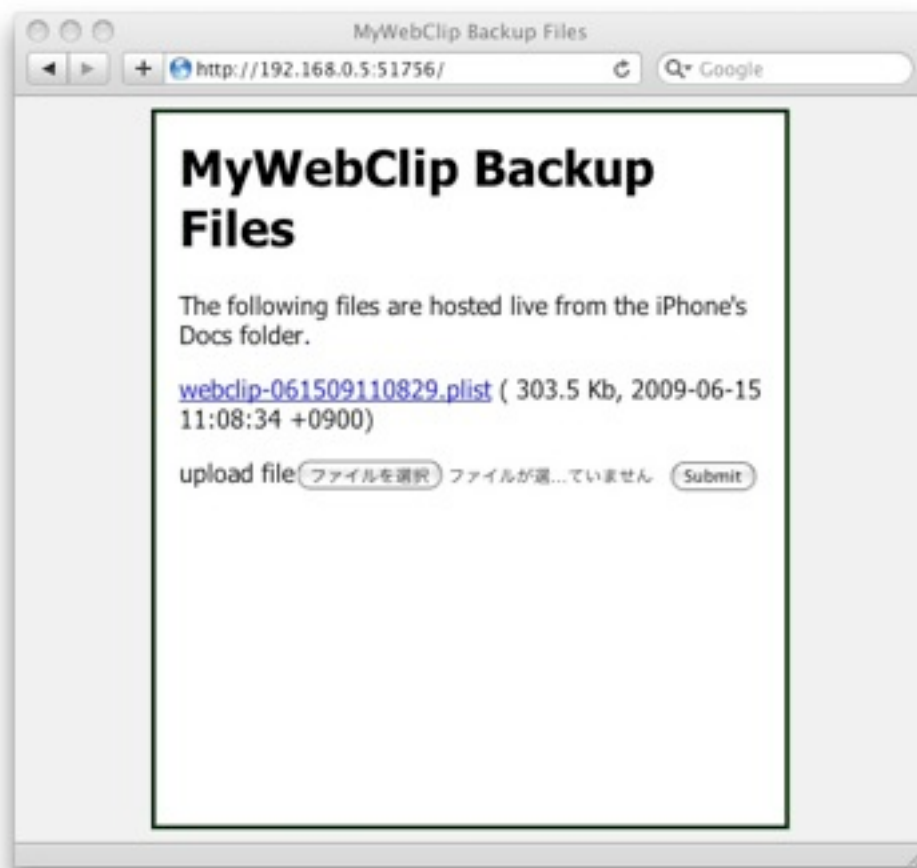 MyWebClip Backup Files
http://192.168.0.5:51756/
Google
MyWebClip Backup
Files
The following files are hosted live from the iPhone's
Docs folder.
webclip-061509110829.plist ( 303.5 Kb, 2009-06-15
11:08:34 +0900)
upload file ファイルを選択 ファイルが選...ていません Submit